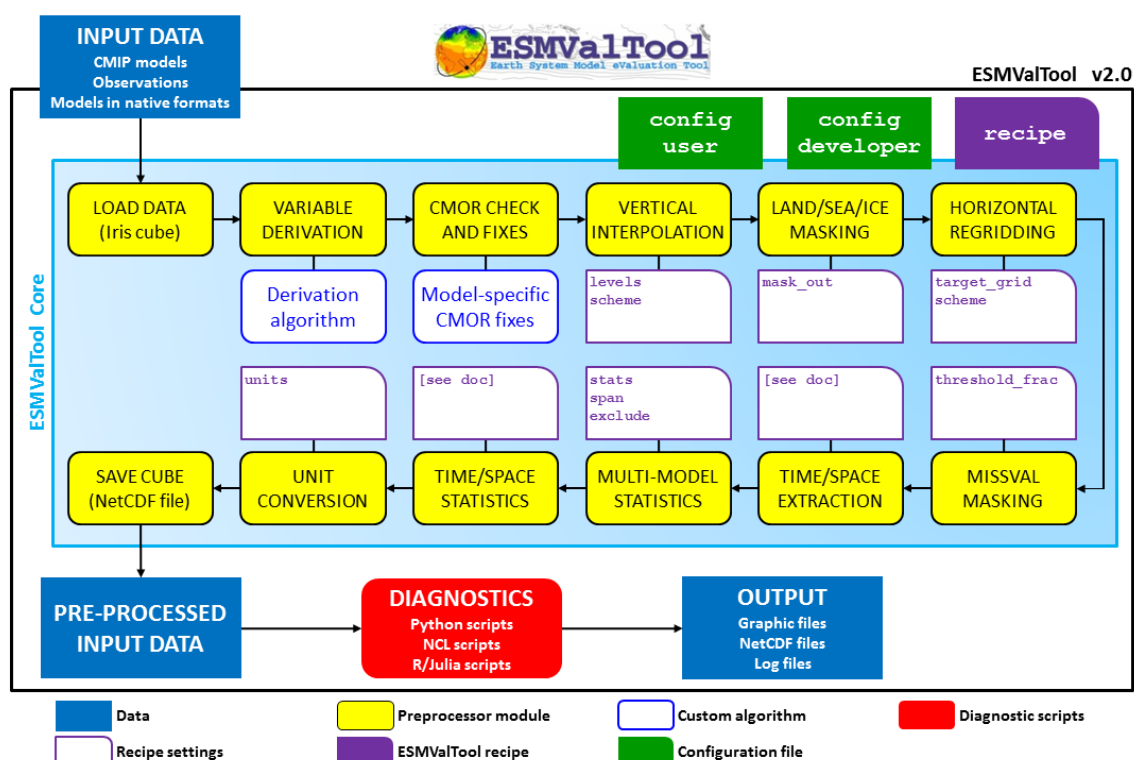 INPUT DATA
CMIP models
Observations
Models in native formats
ESMValTool
Earth System Model eValuation Tool
ESMValTool v2.0
config
user
config
developer
recipe
ESMValTool Core
LOAD DATA
(Iris cube)
VARIABLE
DERIVATION
CMOR CHECK
AND FIXES
VERTICAL
INTERPOLATION
LAND/SEA/ICE
MASKING
HORIZONTAL
REGRIDDING
Derivation
algorithm
Model-specific
CMOR fixes
levels
scheme
mask_out
target_grid
scheme
units
[see doc]
stats
span
exclude
[see doc]
threshold_frac
SAVE CUBE
(NetCDF file)
UNIT
CONVERSION
TIME/SPACE
STATISTICS
MULTI-MODEL
STATISTICS
TIME/SPACE
EXTRACTION
MISSVAL
MASKING
PRE-PROCESSED
INPUT DATA
DIAGNOSTICS
Python scripts
NCL scripts
R/Julia scripts
OUTPUT
Graphic files
NetCDF files
Log files
Data
Preprocessor module
Custom algorithm
Diagnostic scripts
Recipe settings
ESMValTool recipe
Configuration file